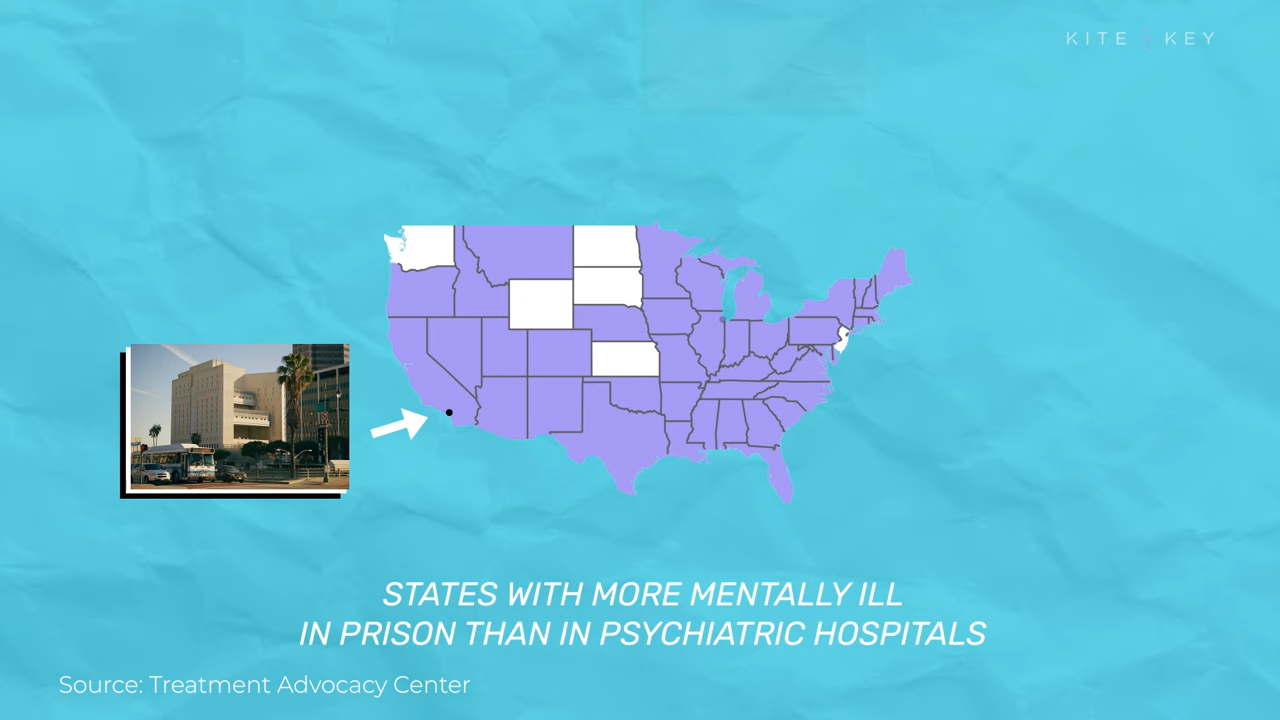 KITE KEY
STATES WITH MORE MENTALLY ILL
IN PRISON THAN IN PSYCHIATRIC HOSPITALS
Source: Treatment Advocacy Center